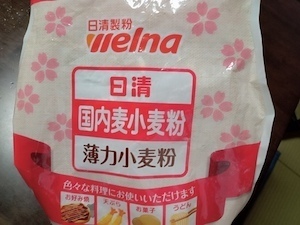 日清製粉
welna
日清
国内麦小麦粉
薄力小麦粉
色々な料理にお使いいただけます
お好み焼 天ぷら お菓子 うどん